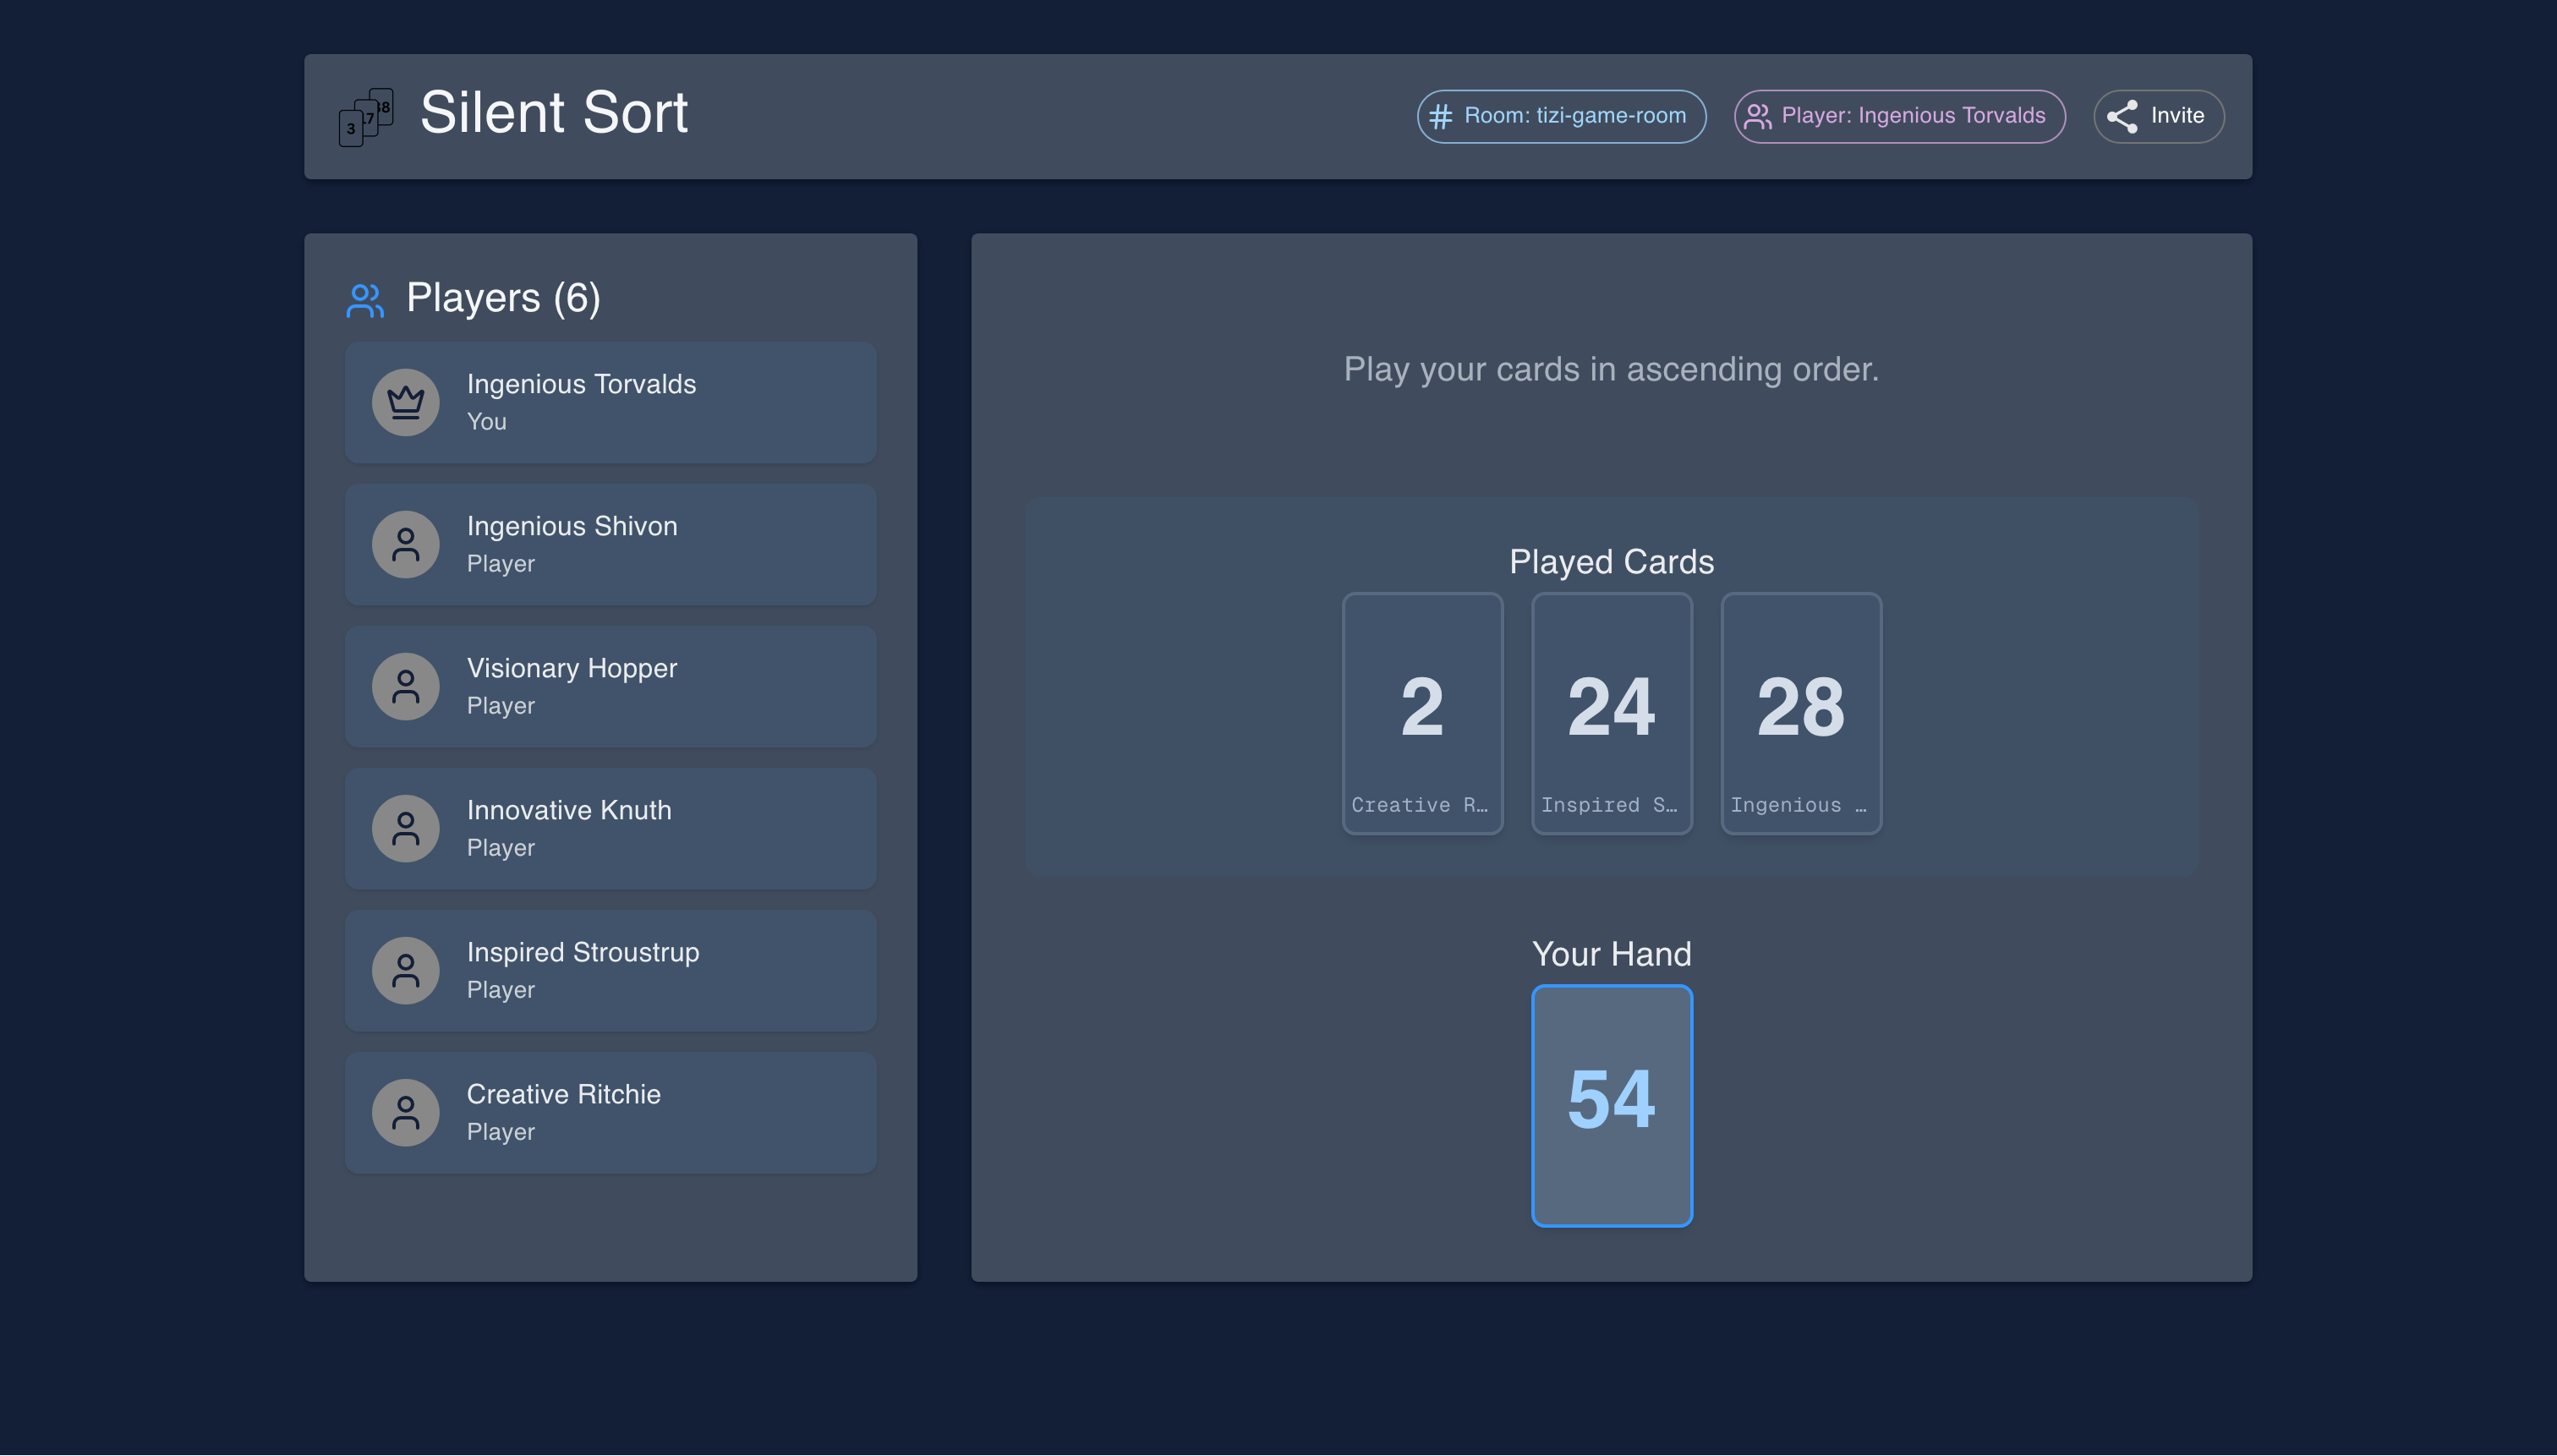 3
17
38
Silent Sort
Room: tizi-game-room
Player: Ingenious Torvalds
Invite
Players (6)
Ingenious Torvalds
You
Ingenious Shivon
Player
Visionary Hopper
Player
Innovative Knuth
Player
Inspired Stroustrup
Player
Creative Ritchie
Player
Play your cards in ascending order.
Played Cards
2
24
28
Creative R…
Inspired S…
Ingenious …
Your Hand
54